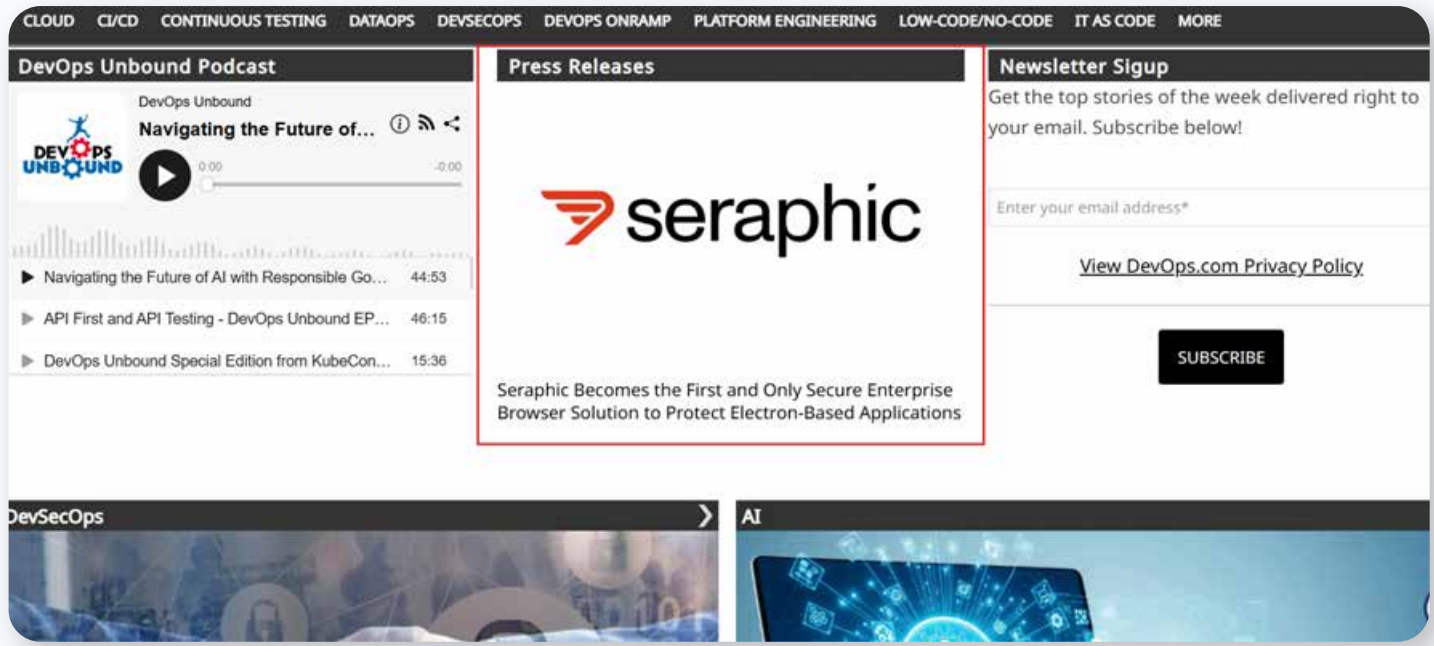 CLOUD CI/CD CONTINUOUS TESTING DATAOPS DEVSECOPS DEVOPS ONRAMP PLATFORM ENGINEERING LOW-CODE/NO-CODE IT AS CODE MORE
DevOps Unbound Podcast
DevOps Unbound
Navigating the Future of...
DEVOPS
UNBOUND
0:00 -0:00
Navigating the Future of AI with Responsible Go... 44:53
API First and API Testing - DevOps Unbound EP... 46:15
DevOps Unbound Special Edition from KubeCon... 15:36
Press Releases
seraphic
Seraphic Becomes the First and Only Secure Enterprise
Browser Solution to Protect Electron-Based Applications
Newsletter Sigup
Get the top stories of the week delivered right to
your email. Subscribe below!
Enter your email address*
View DevOps.com Privacy Policy
SUBSCRIBE
DevSecOps
AI